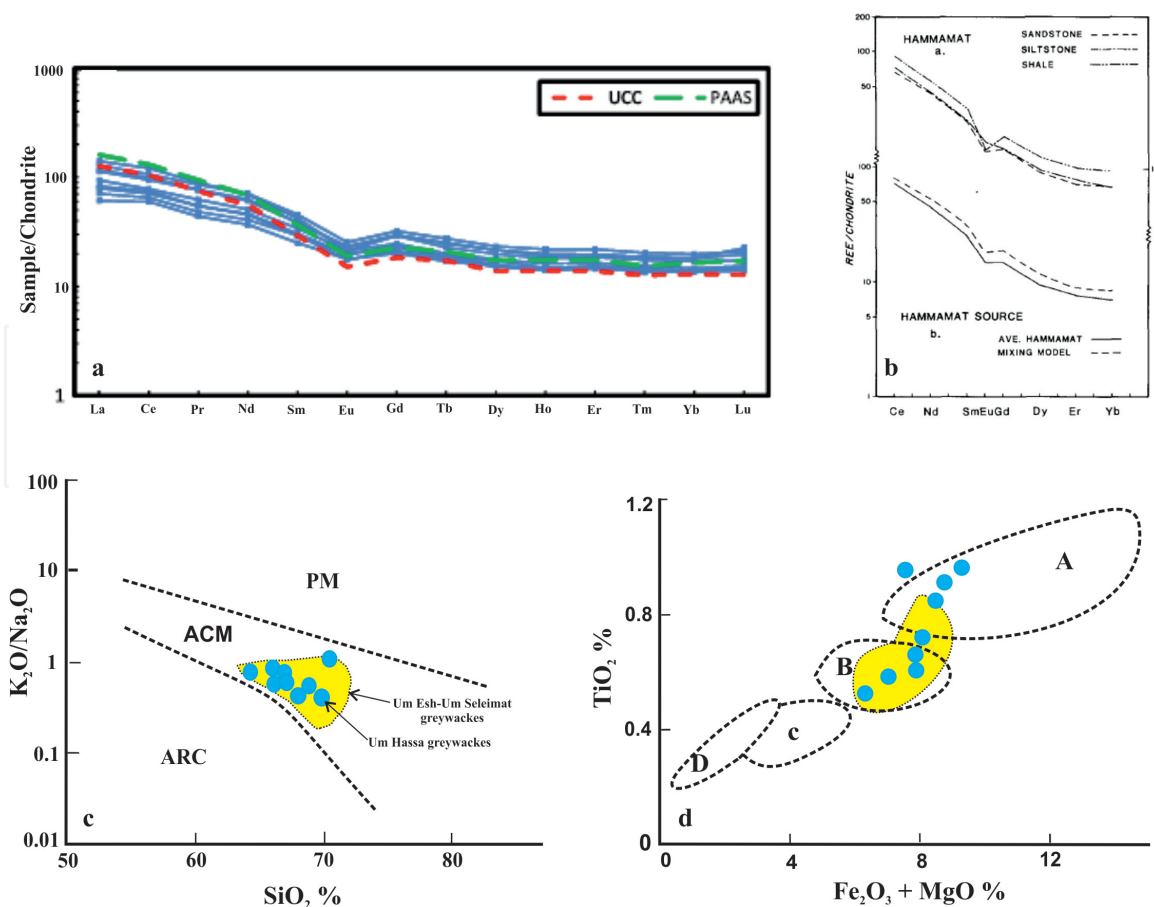 1000
100
10
1
Sample/Chondrite
UCC PAAS
a
La Ce Pr Nd Sm Eu Gd Tb Dy Ho Er Tm Yb Lu
200
100
50
100
50
10
5
1
REE/CHONDRITE
HAMMAMAT
a.
SANDSTONE
SILTSTONE
SHALE
HAMMAMAT SOURCE
b.
AVE. HAMMAMAT
MIXING MODEL
b
Ce Nd SmEuGd Dy Er Yb
100
10
1
0.1
0.01
K₂O/Na₂O
PM
ACM
ARC
Um Esh-Um Seleimat
greywackes
Um Hassa greywackes
c
50 60 70 80
SiO₂ %
1.2
0.8
0.4
0
TiO₂ %
A
B
c
D
d
0 4 8 12
Fe₂O₃ + MgO %